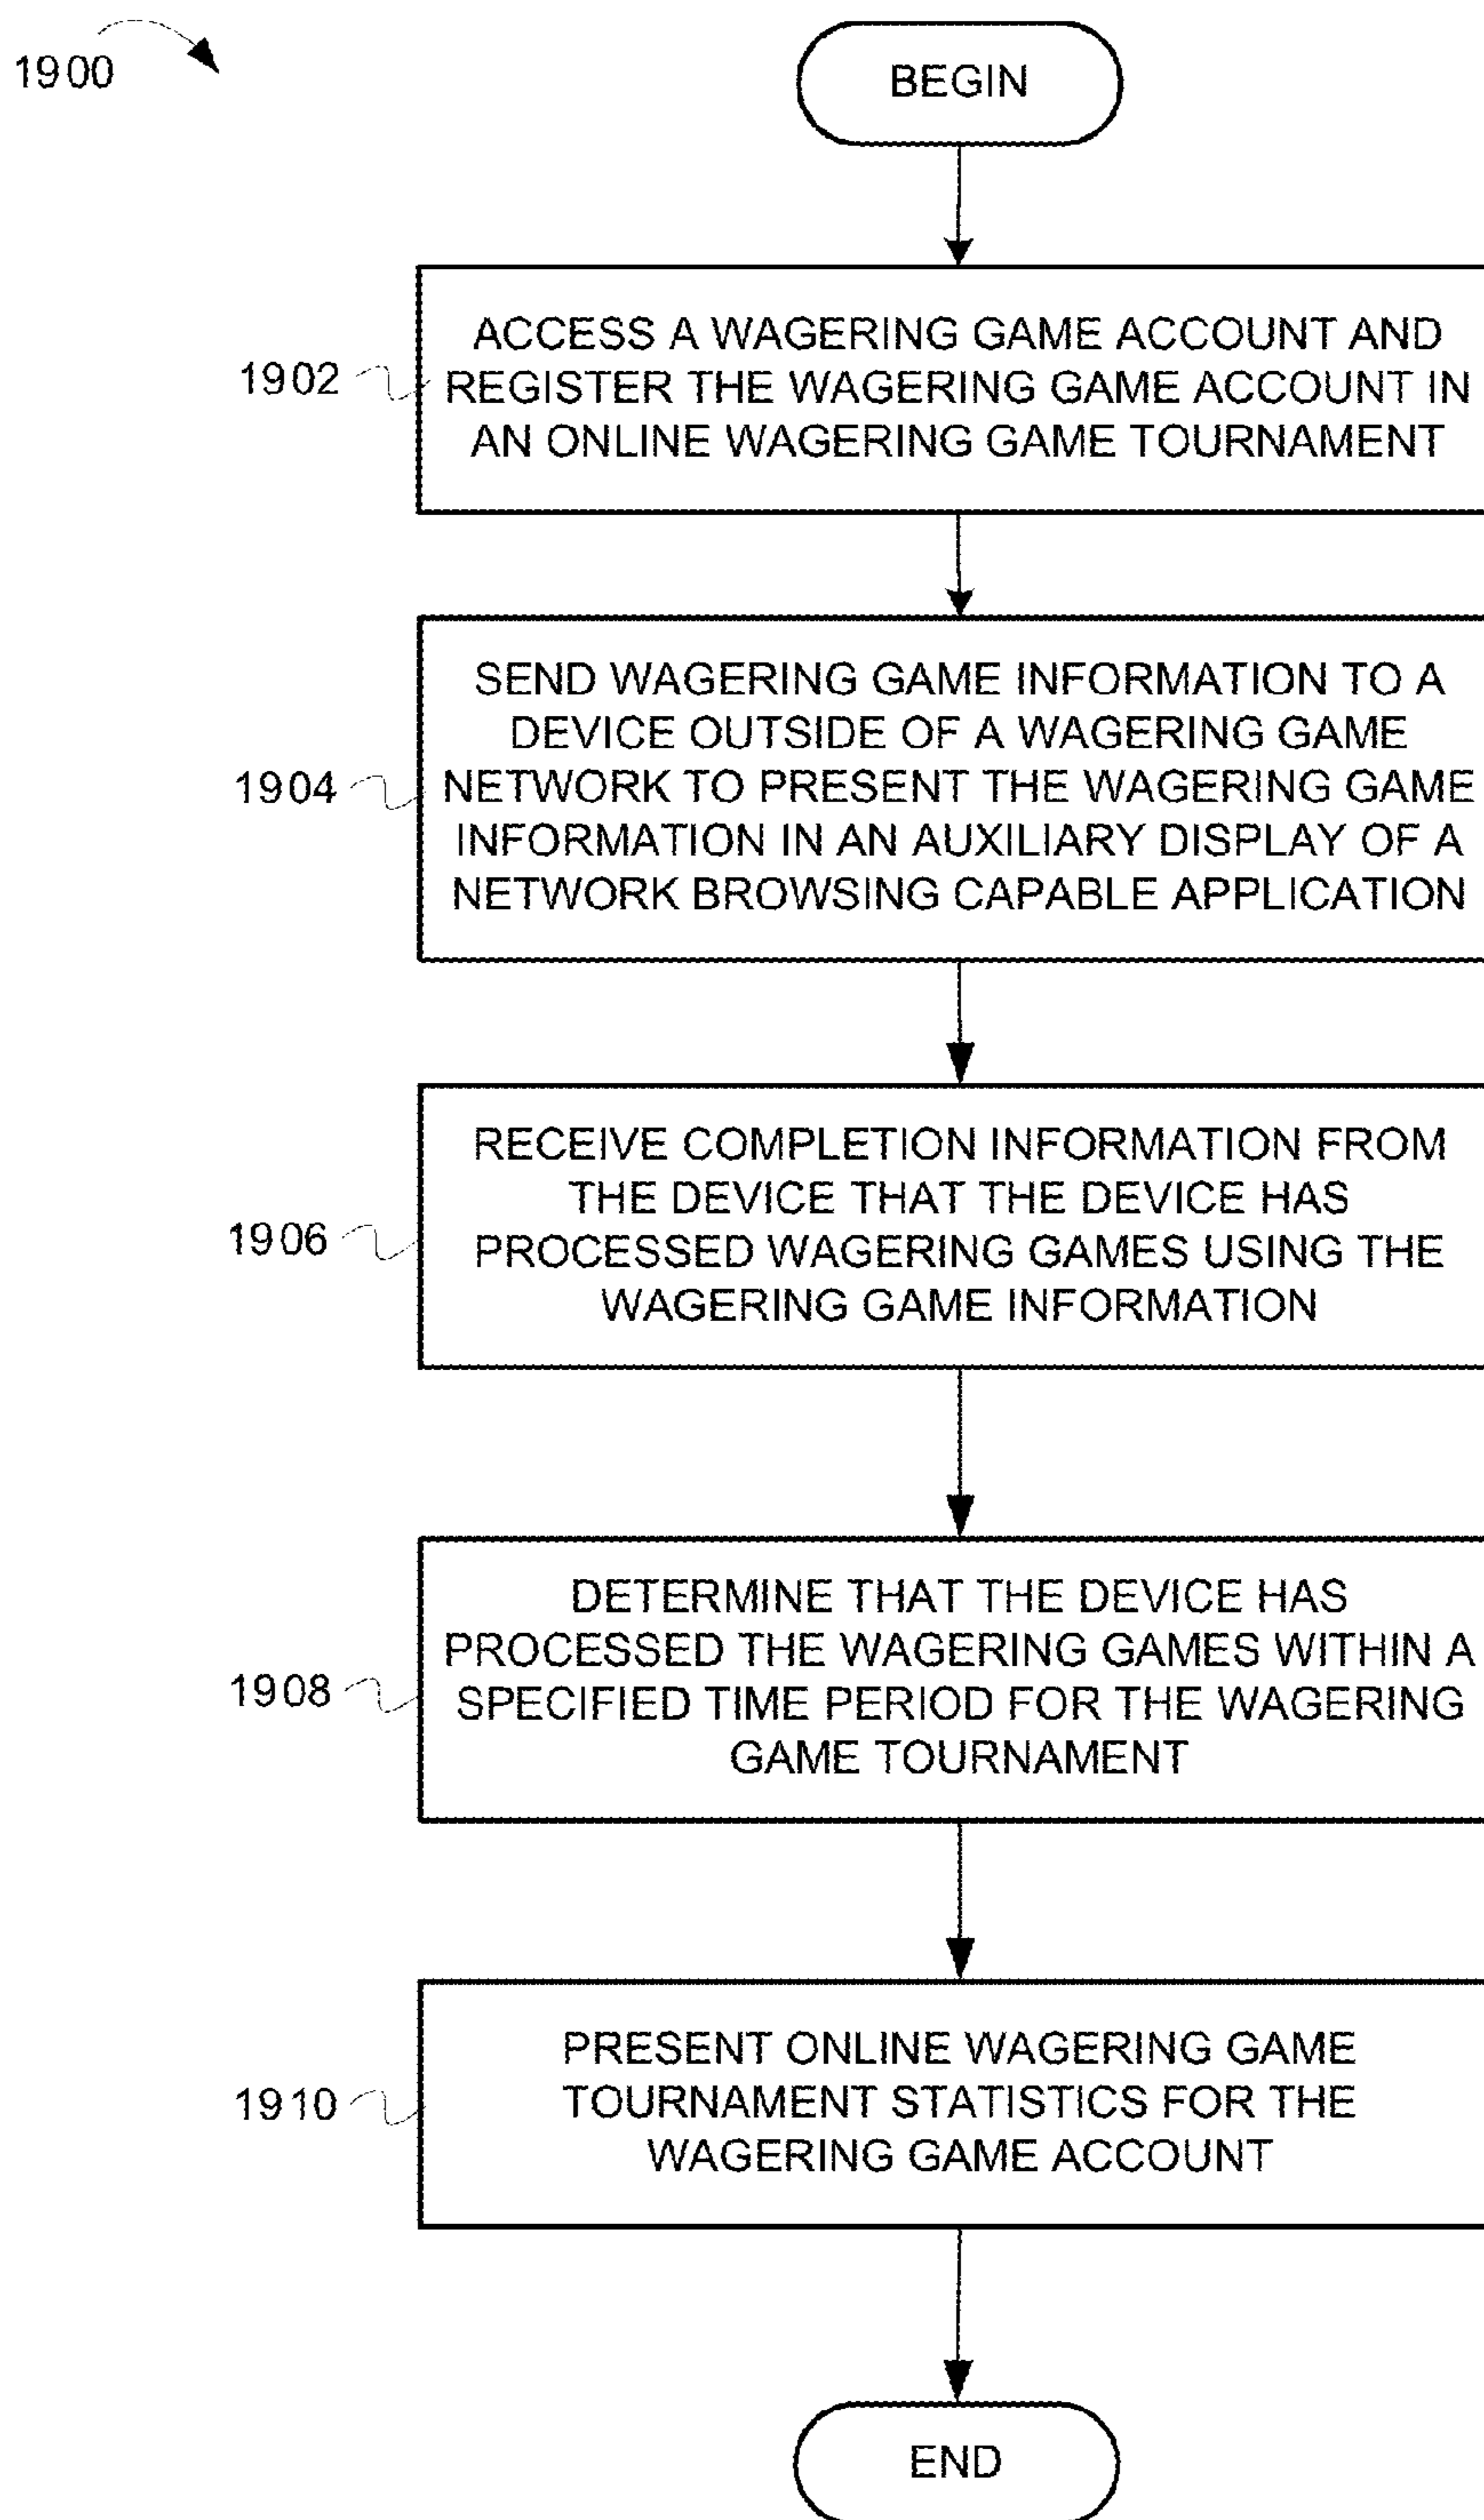 1900
BEGIN
ACCESS A WAGERING GAME ACCOUNT AND
1902
REGISTER THE WAGERING GAME ACCOUNT IN
AN ONLINE WAGERING GAME TOURNAMENT
SEND WAGERING GAME INFORMATION TO A
DEVICE OUTSIDE OF A WAGERING GAME
1904
NETWORK TO PRESENT THE WAGERING GAME
INFORMATION IN AN AUXILIARY DISPLAY OF A
NETWORK BROWSING CAPABLE APPLICATION
RECEIVE COMPLETION INFORMATION FROM
THE DEVICE THAT THE DEVICE HAS
1906
PROCESSED WAGERING GAMES USING THE
WAGERING GAME INFORMATION
DETERMINE THAT THE DEVICE HAS
PROCESSED THE WAGERING GAMES WITHIN A
1908
SPECIFIED TIME PERIOD FOR THE WAGERING
GAME TOURNAMENT
PRESENT ONLINE WAGERING GAME
1910
TOURNAMENT STATISTICS FOR THE
WAGERING GAME ACCOUNT
END